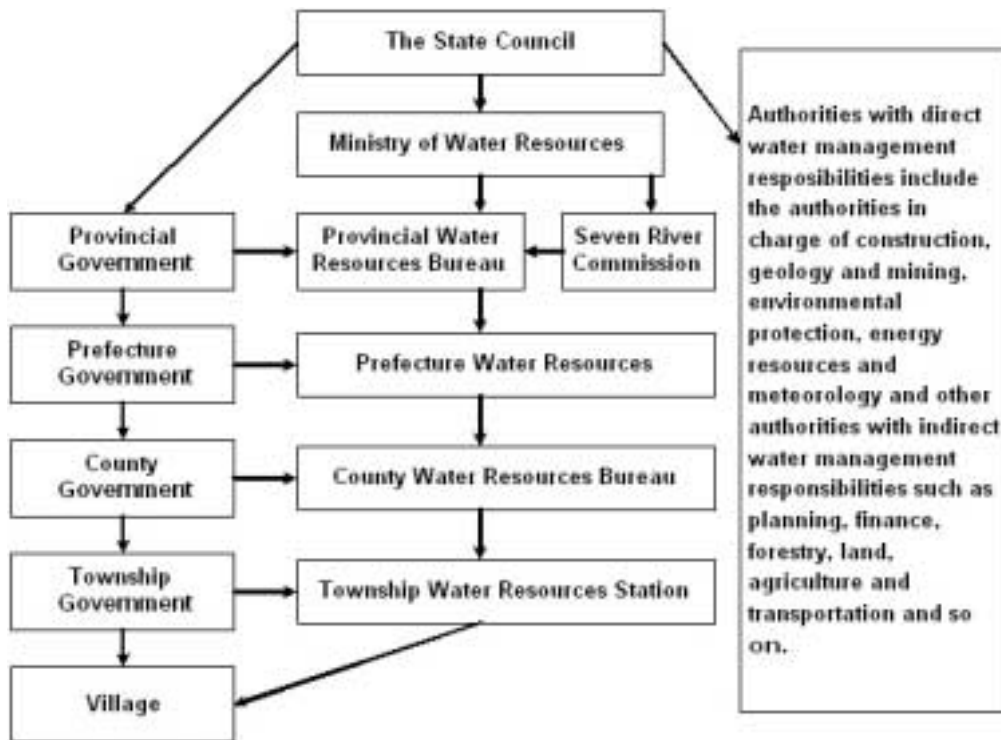 The State Council
Ministry of Water Resources
Provincial
Government
Provincial Water
Resources Bureau
Seven River
Commission
Prefecture
Government
Prefecture Water Resources
County
Government
County Water Resources Bureau
Township
Government
Township Water Resources Station
Village
Authorities with direct
water management
resposibilities include
the authorities in
charge of construction,
geology and mining,
environmental
protection, energy
resources and
meteorology and other
authorities with indirect
water management
responsibilities such as
planning, finance,
forestry, land,
agriculture and
transportation and so
on.